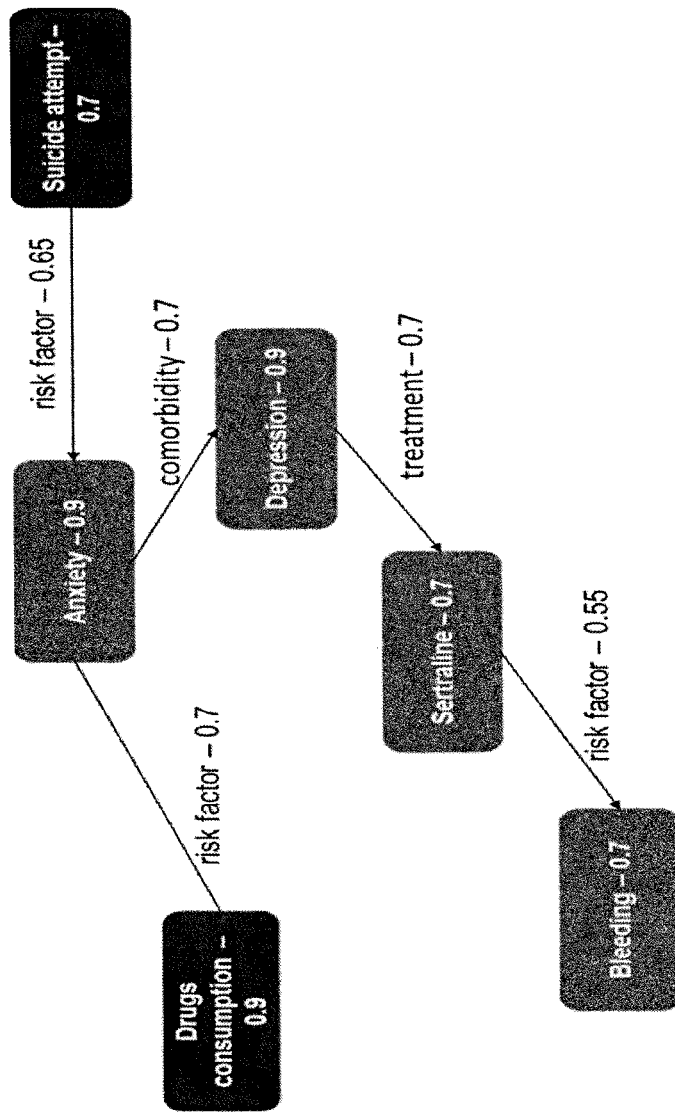 Suicide attempt –
0.7
risk factor – 0.65
Anxiety – 0.9
comorbidity – 0.7
Depression – 0.9
risk factor – 0.7
treatment – 0.7
Drugs
consumption –
0.9
Sertraline – 0.7
risk factor – 0.55
Bleeding – 0.7